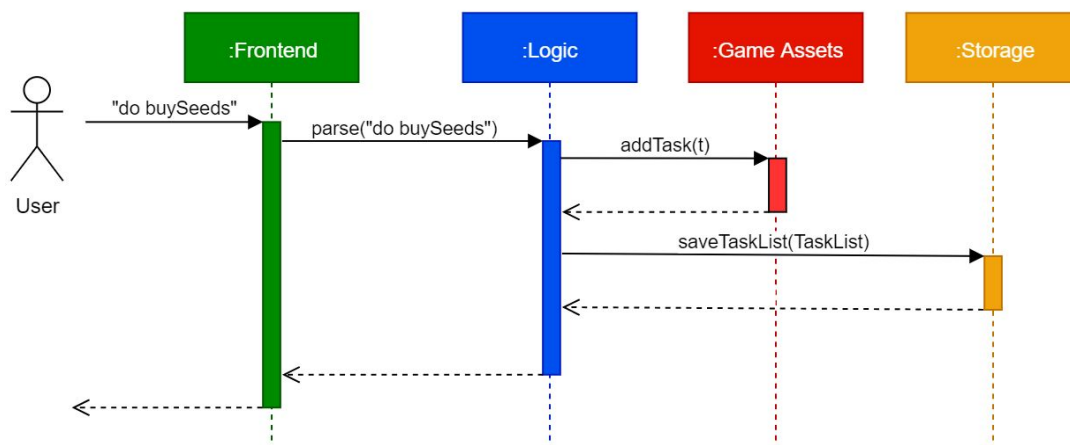 :Frontend
:Logic
:Game Assets
:Storage
"do buySeeds"
parse("do buySeeds")
addTask(t)
User
saveTaskList(TaskList)